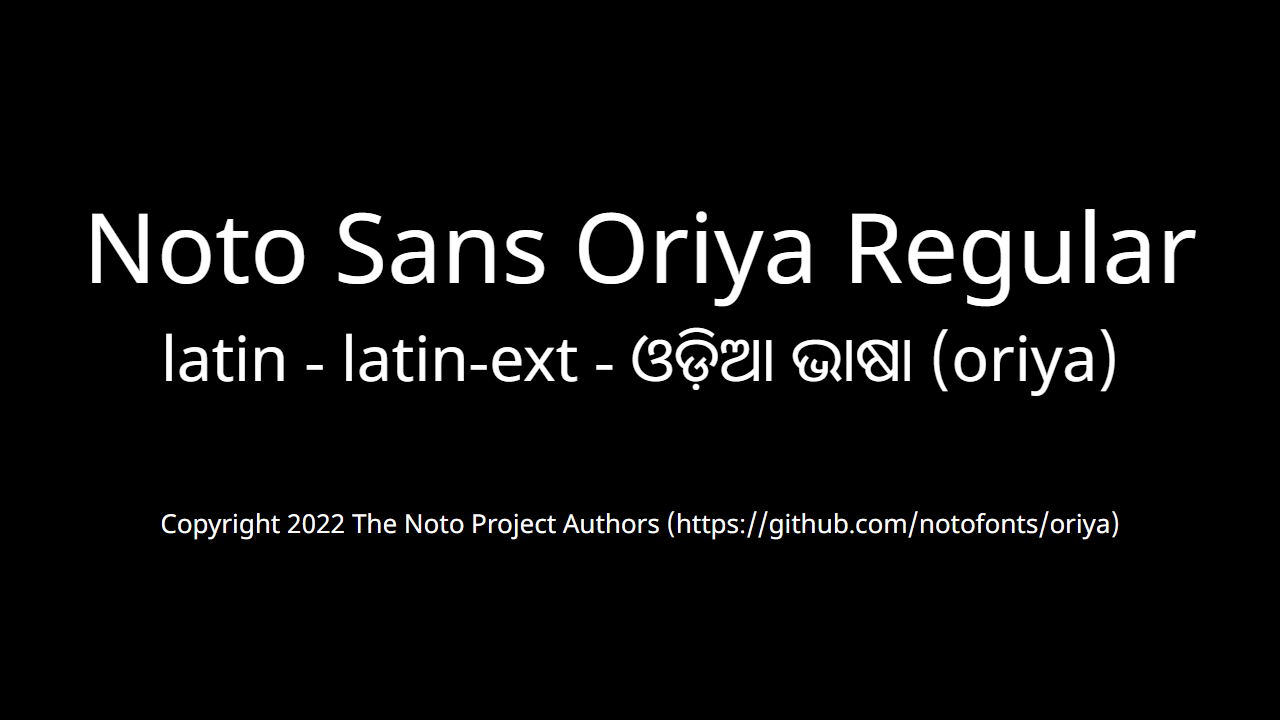 Noto Sans Oriya Regular
latin - latin-ext - ଓଡ଼ିଆ ଭାଷା (oriya)
Copyright 2022 The Noto Project Authors (https://github.com/notofonts/oriya)